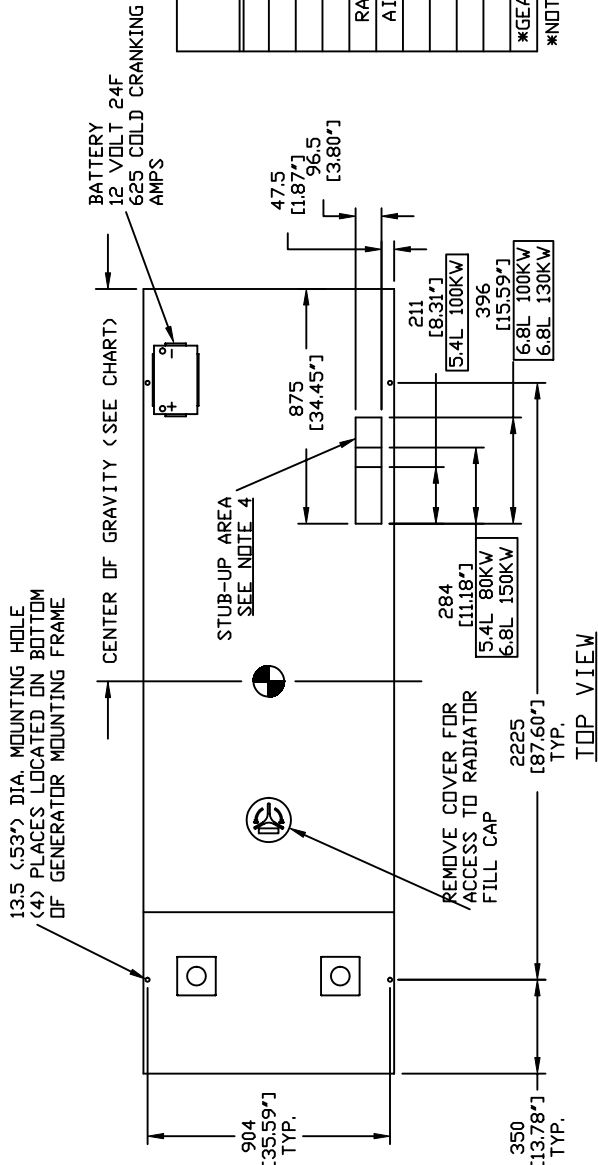 13.5 (.53") DIA. MOUNTING HOLE
(4) PLACES LOCATED ON BOTTOM
OF GENERATOR MOUNTING FRAME
CENTER OF GRAVITY (SEE CHART)
BATTERY
12 VOLT 24F
625 COLD CRANKING
AMPS
+
-
STUB-UP AREA
SEE NOTE 4
875
[34.45"]
47.5
[1.87"]
96.5
[3.80"]
211
[8.31"]
5.4L 100KW
396
[15.59"]
6.8L 100KW
6.8L 130KW
284
[11.18"]
5.4L 80KW
6.8L 150KW
REMOVE COVER FOR
ACCESS TO RADIATOR
FILL CAP
2225
[87.60"]
TYP.
904
[35.59"]
TYP.
350
[13.78"]
TYP.
TOP VIEW
RA
AI
*GEA
*NOT